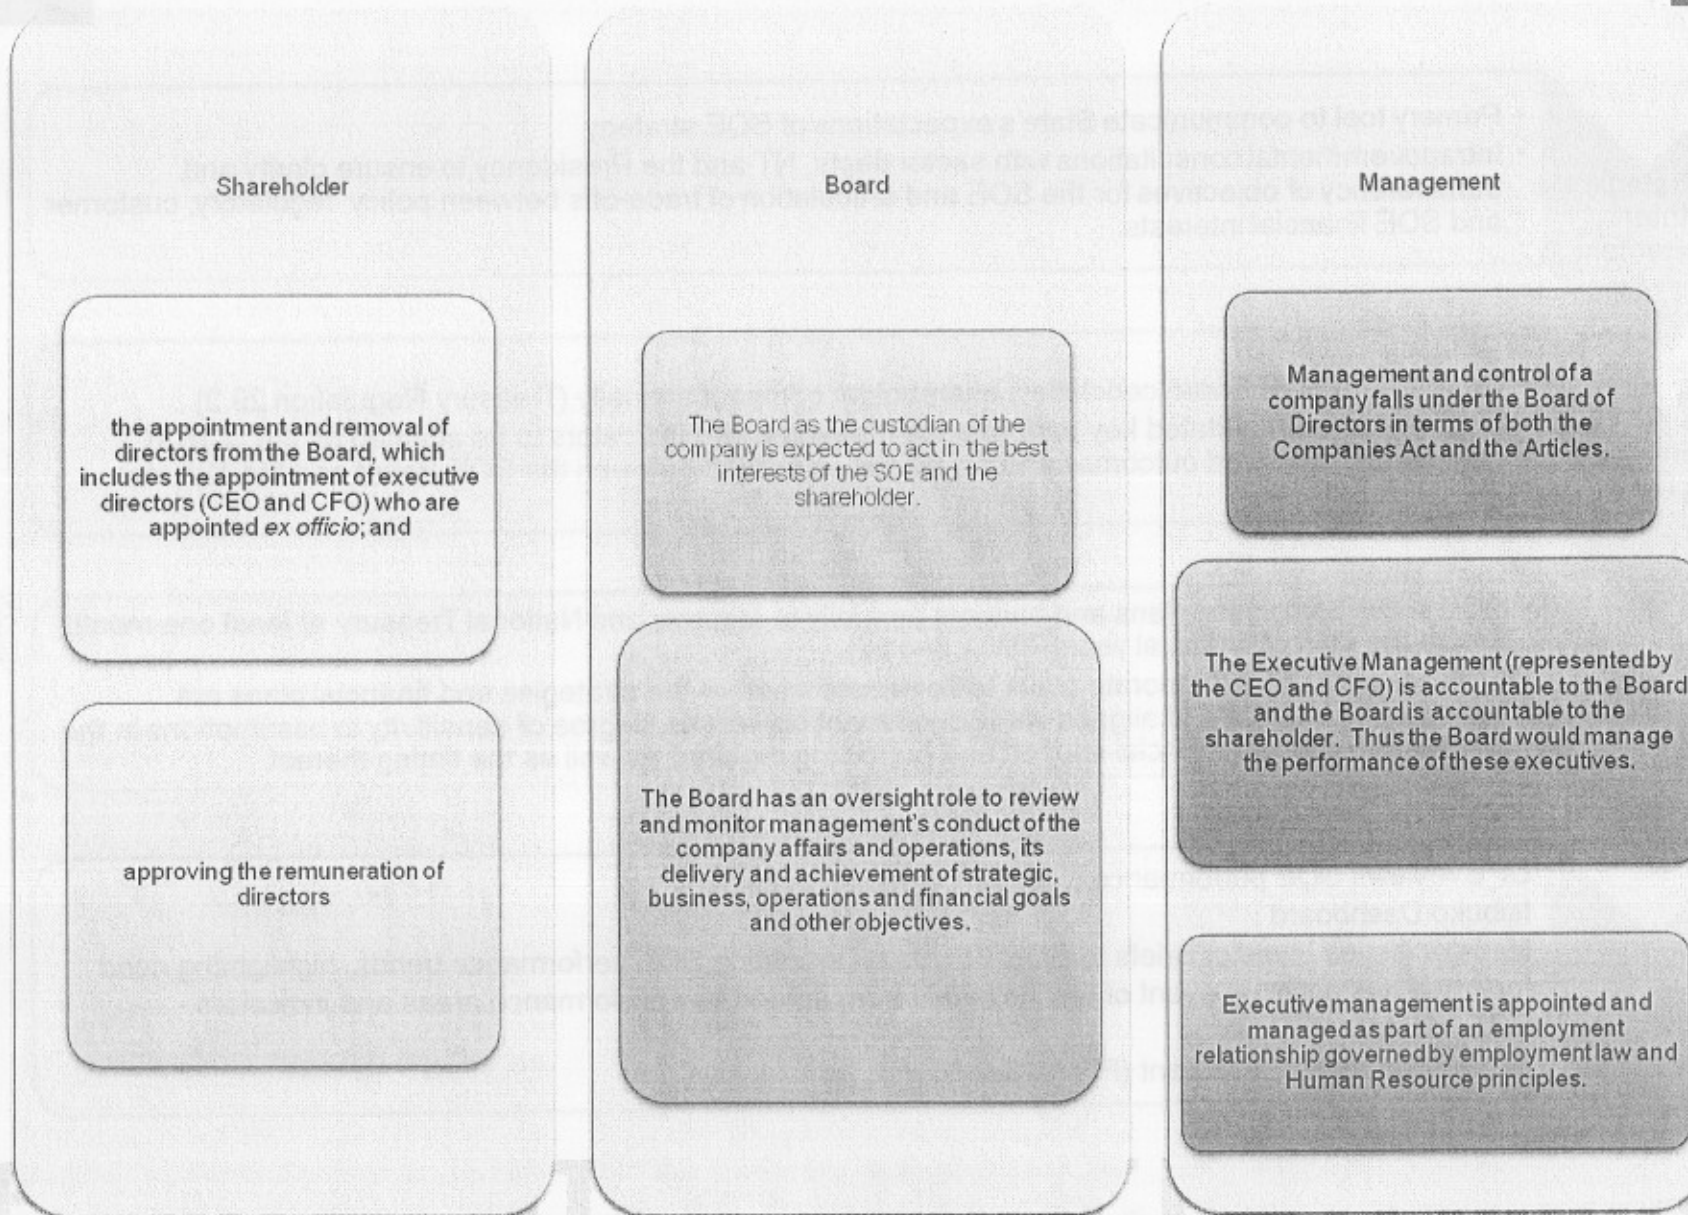 Shareholder
the appointment and removal of
directors from the Board, which
includes the appointment of executive
directors (CEO and CFO) who are
appointed ex officio; and
approving the remuneration of
directors
Board
The Board as the custodian of the
company is expected to act in the best
interests of the SOE and the
shareholder.
The Board has an oversight role to review
and monitor management's conduct of the
company affairs and operations, its
delivery and achievement of strategic,
business, operations and financial goals
and other objectives.
Management
Management and control of a
company falls under the Board of
Directors in terms of both the
Companies Act and the Articles.
The Executive Management (represented by
the CEO and CFO) is accountable to the Board
and the Board is accountable to the
shareholder. Thus the Board would manage
the performance of these executives.
Executive management is appointed and
managed as part of an employment
relationship governed by employment law and
Human Resource principles.